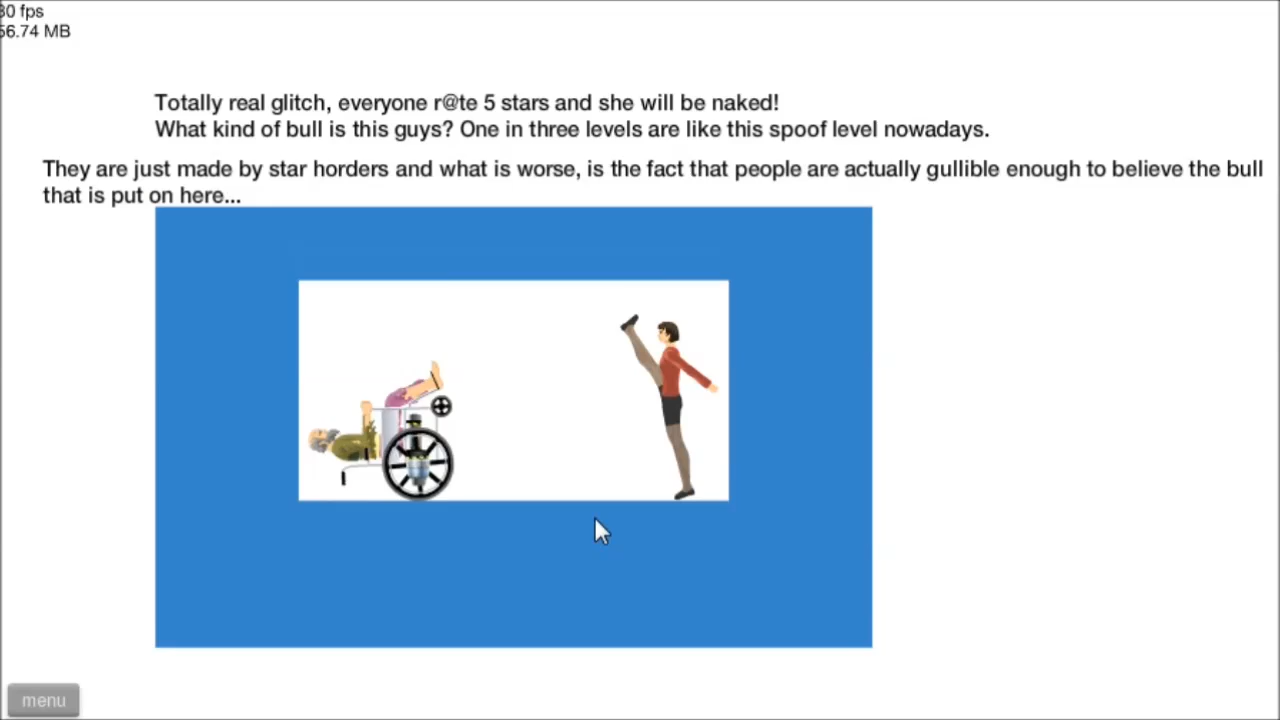 30 fps
56.74 MB
Totally real glitch, everyone r@te 5 stars and she will be naked!
What kind of bull is this guys? One in three levels are like this spoof level nowadays.
They are just made by star horders and what is worse, is the fact that people are actually gullible enough to believe the bull
that is put on here...
menu